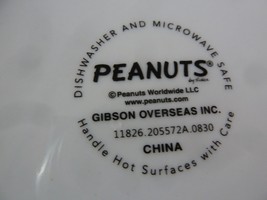 DISHWASHER AND MICROWAVE SAFE
PEANUTS®
©Peanuts Worldwide LLC
www.peanuts.com
GIBSON OVERSEAS INC.
11826.205572A.0830
CHINA
Handle Hot Surfaces with Care